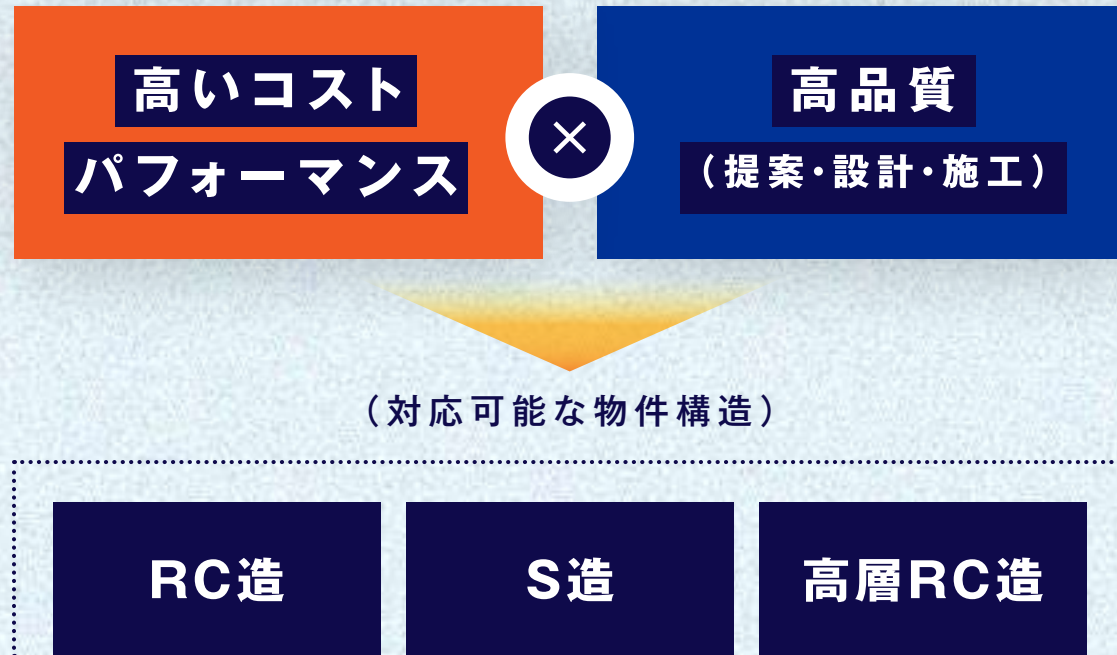 高いコスト
パフォーマンス
×
高品質
（提案・設計・施工）
（対応可能な物件構造）
RC造
S造
高層RC造